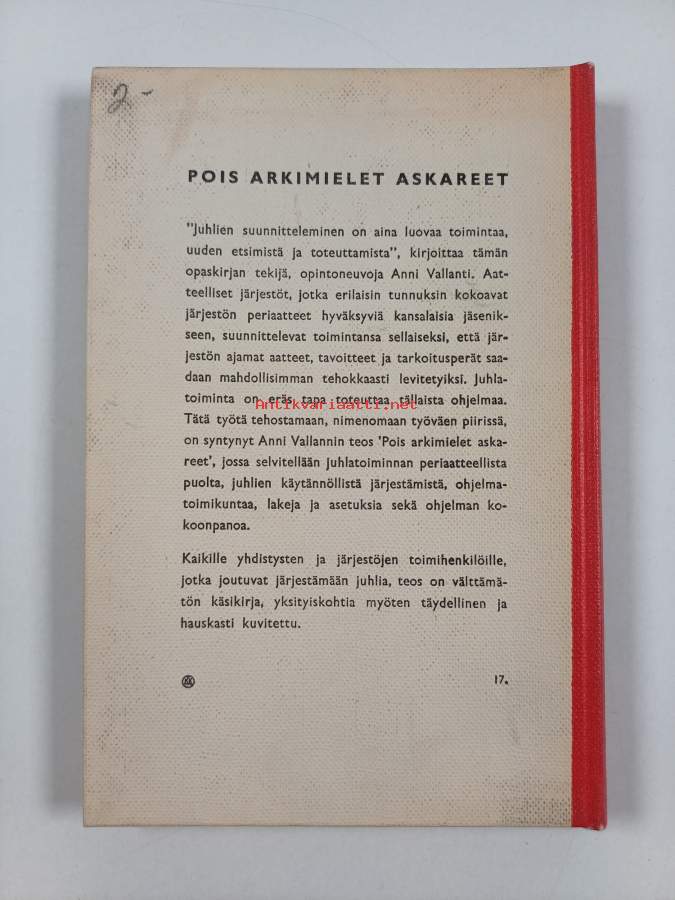 2-
POIS ARKIMIELET ASKAREET
"Juhlien suunnitteleminen on aina luovaa toimintaa,
uuden etsimistä ja toteuttamista", kirjoittaa tämän
opaskirjan tekijä, opintoneuvoja Anni Vallanti. Aat-
teelliset järjestöt, jotka erilaisin tunnuksin kokoavat
järjestön periaatteet hyväksyviä kansalaisia jäsenik-
seen, suunnittelevat toimintansa sellaiseksi, että jär-
jestön ajamat aatteet, tavoitteet ja tarkoitusperät saa-
daan mahdollisimman tehokkaasti levitetyiksi. Juhla-
toiminta on eräs tapa toteuttaa tällaista ohjelmaa.
Antikvariaatti.net
Tätä työtä tehostamaan, nimenomaan työväen piirissä,
on syntynyt Anni Vallannin teos 'Pois arkimielet aska-
reet', jossa selvitellään juhlatoiminnan periaatteellista
puolta, juhlien käytännöllistä järjestämistä, ohjelma-
toimikuntaa, lakeja ja asetuksia sekä ohjelman ko-
koonpanoa.
Kaikille yhdistysten ja järjestöjen toimihenkilöille,
jotka joutuvat järjestämään juhlia, teos on välttämä-
tön käsikirja, yksityiskohtia myöten täydellinen ja
hauskasti kuvitettu.
17.